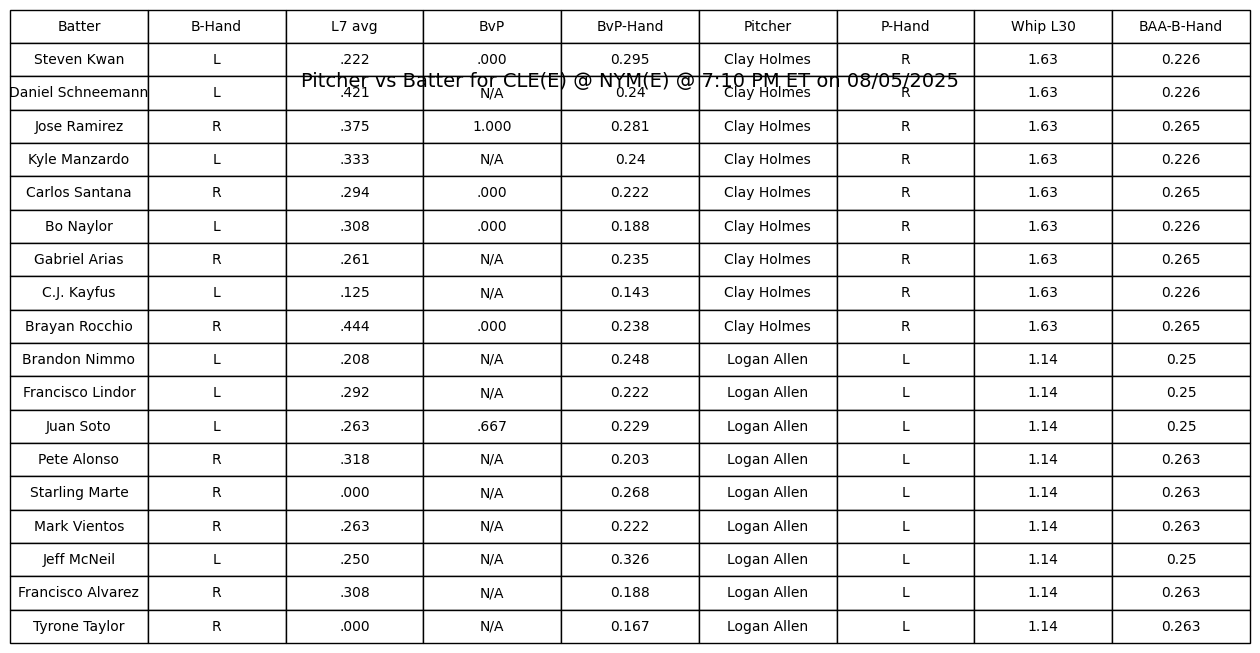 Batter B-Hand L7 avg BvP BvP-Hand Pitcher P-Hand Whip L30 BAA-B-Hand
Steven Kwan L .222 .000 0.295 Clay Holmes R 1.63 0.226
Pitcher vs Batter for CLE(E) @ NYM(E) @ 7:10 PM ET on 08/05/2025
Daniel Schneemann L .421 N/A 0.24 Clay Holmes R 1.63 0.226
Jose Ramirez R .375 1.000 0.281 Clay Holmes R 1.63 0.265
Kyle Manzardo L .333 N/A 0.24 Clay Holmes R 1.63 0.226
Carlos Santana R .294 .000 0.222 Clay Holmes R 1.63 0.265
Bo Naylor L .308 .000 0.188 Clay Holmes R 1.63 0.226
Gabriel Arias R .261 N/A 0.235 Clay Holmes R 1.63 0.265
C.J. Kayfus L .125 N/A 0.143 Clay Holmes R 1.63 0.226
Brayan Rocchio R .444 .000 0.238 Clay Holmes R 1.63 0.265
Brandon Nimmo L .208 N/A 0.248 Logan Allen L 1.14 0.25
Francisco Lindor L .292 N/A 0.222 Logan Allen L 1.14 0.25
Juan Soto L .263 .667 0.229 Logan Allen L 1.14 0.25
Pete Alonso R .318 N/A 0.203 Logan Allen L 1.14 0.263
Starling Marte R .000 N/A 0.268 Logan Allen L 1.14 0.263
Mark Vientos R .263 N/A 0.222 Logan Allen L 1.14 0.263
Jeff McNeil L .250 N/A 0.326 Logan Allen L 1.14 0.25
Francisco Alvarez R .308 N/A 0.188 Logan Allen L 1.14 0.263
Tyrone Taylor R .000 N/A 0.167 Logan Allen L 1.14 0.263